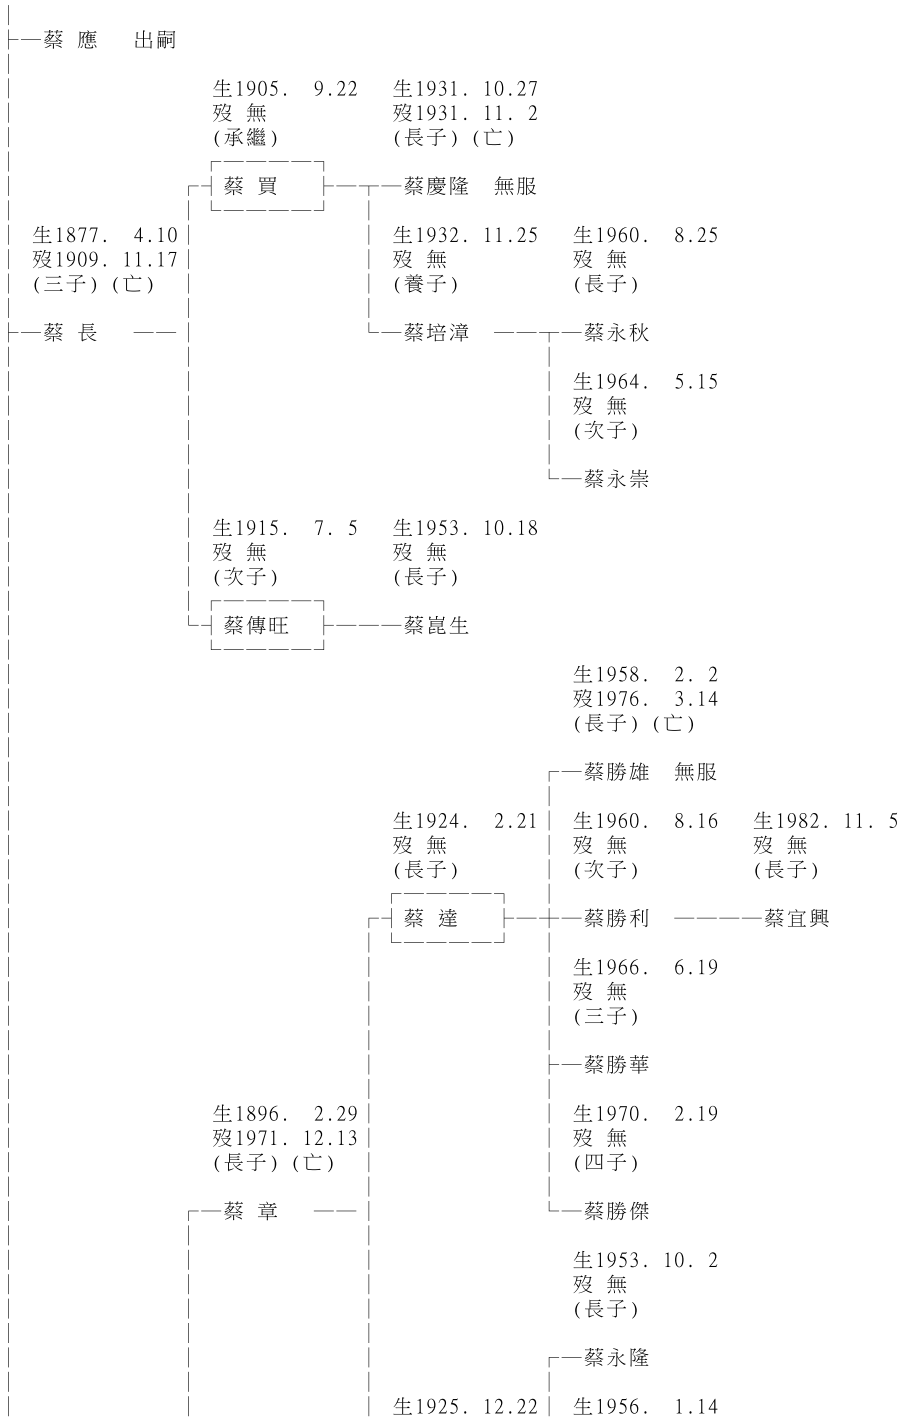 蔡 應 出嗣
生1905. 9.22 生1931. 10.27
歿 無 歿1931. 11. 2
(承繼) (長子) (亡)
蔡 買 蔡慶隆 無服
生1877. 4.10 生1932. 11.25 生1960. 8.25
歿1909. 11.17 歿 無 歿 無
(三子) (亡) (養子) (長子)
蔡 長 蔡培漳 蔡永秋
生1964. 5.15
歿 無
(次子)
蔡永崇
生1915. 7. 5 生1953. 10.18
歿 無 歿 無
(次子) (長子)
蔡傳旺 蔡崑生
生1958. 2. 2
歿1976. 3.14
(長子) (亡)
蔡勝雄 無服
生1924. 2.21 生1960. 8.16 生1982. 11. 5
歿 無 歿 無 歿 無
(長子) (次子) (長子)
蔡 達 蔡勝利 蔡宜興
生1966. 6.19
歿 無
(三子)
蔡勝華
生1896. 2.29 生1970. 2.19
歿1971. 12.13 歿 無
(長子) (亡) (四子)
蔡 章 蔡勝傑
生1953. 10. 2
歿 無
(長子)
蔡永隆
生1925. 12.22 生1956. 1.14